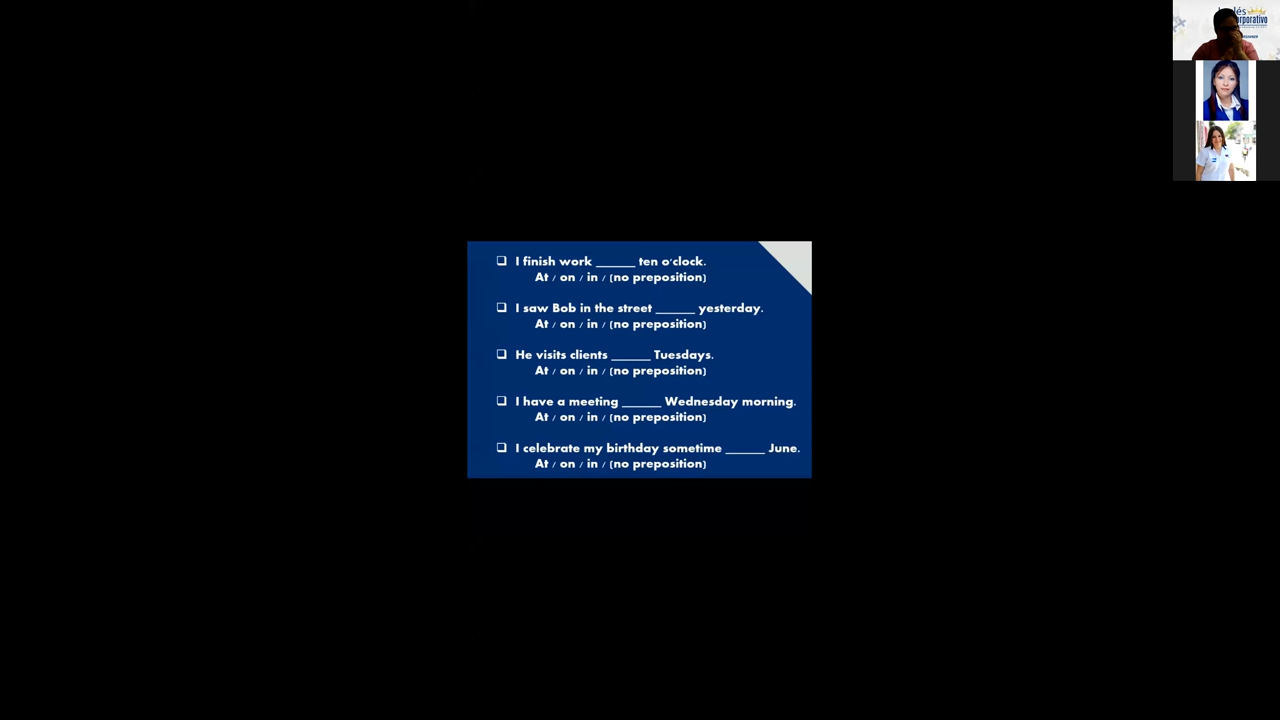 ❑ I finish work ______ ten o'clock.
At / on / in / (no preposition)
❑ I saw Bob in the street ______ yesterday.
At / on / in / (no preposition)
❑ He visits clients ______ Tuesdays.
At / on / in / (no preposition)
❑ I have a meeting ______ Wednesday morning.
At / on / in / (no preposition)
❑ I celebrate my birthday sometime ______ June.
At / on / in / (no preposition)